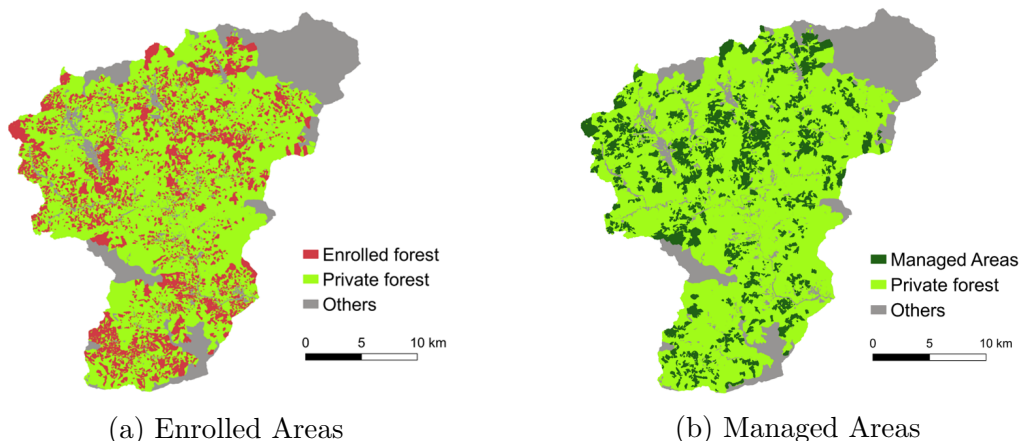 Enrolled forest
Private forest
Others
0 5 10 km
(a) Enrolled Areas
Managed Areas
Private forest
Others
0 5 10 km
(b) Managed Areas